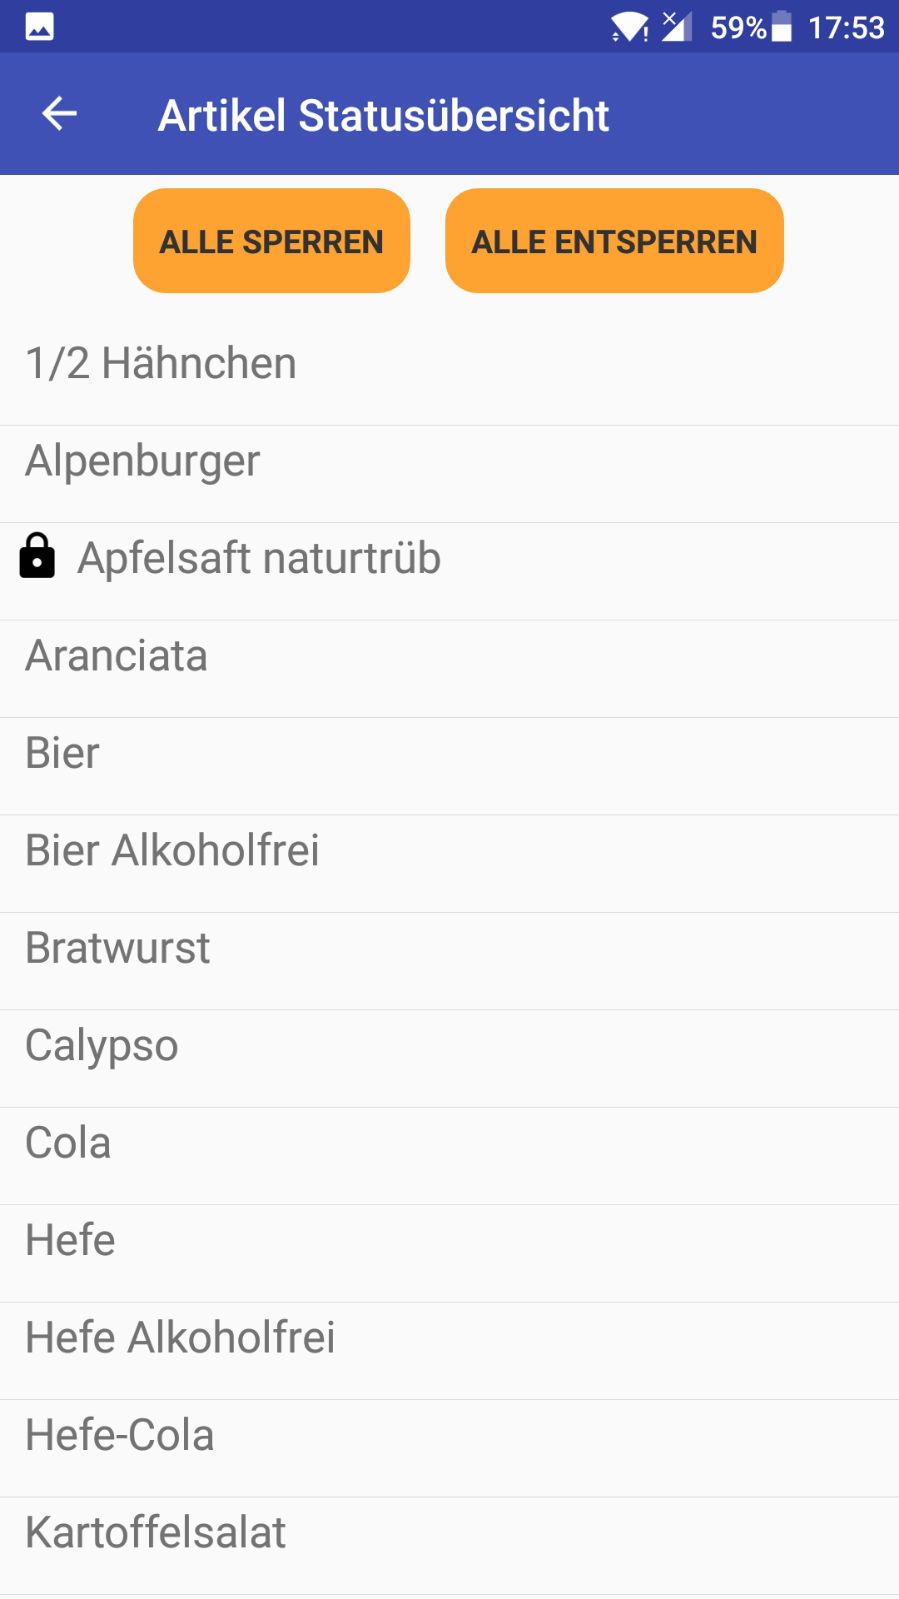 59% 17:53
Artikel Statusübersicht
ALLE SPERREN ALLE ENTSPERREN
1/2 Hähnchen
Alpenburger
Apfelsaft naturtrüb
Aranciata
Bier
Bier Alkoholfrei
Bratwurst
Calypso
Cola
Hefe
Hefe Alkoholfrei
Hefe-Cola
Kartoffelsalat